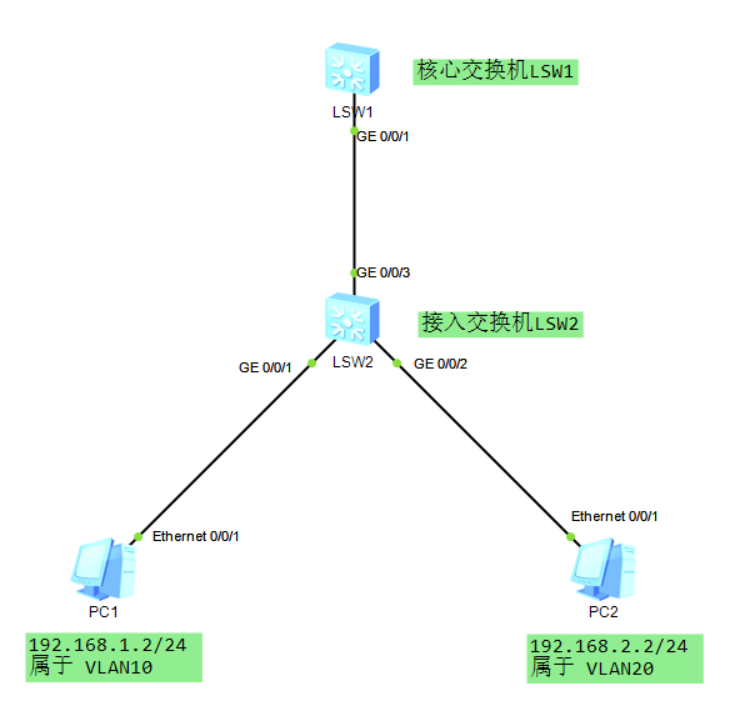 核心交换机LSW1
LSW1
GE 0/0/1
GE 0/0/3
接入交换机LSW2
LSW2
GE 0/0/1
GE 0/0/2
Ethernet 0/0/1
Ethernet 0/0/1
PC1
PC2
192.168.1.2/24
属于 VLAN10
192.168.2.2/24
属于 VLAN20